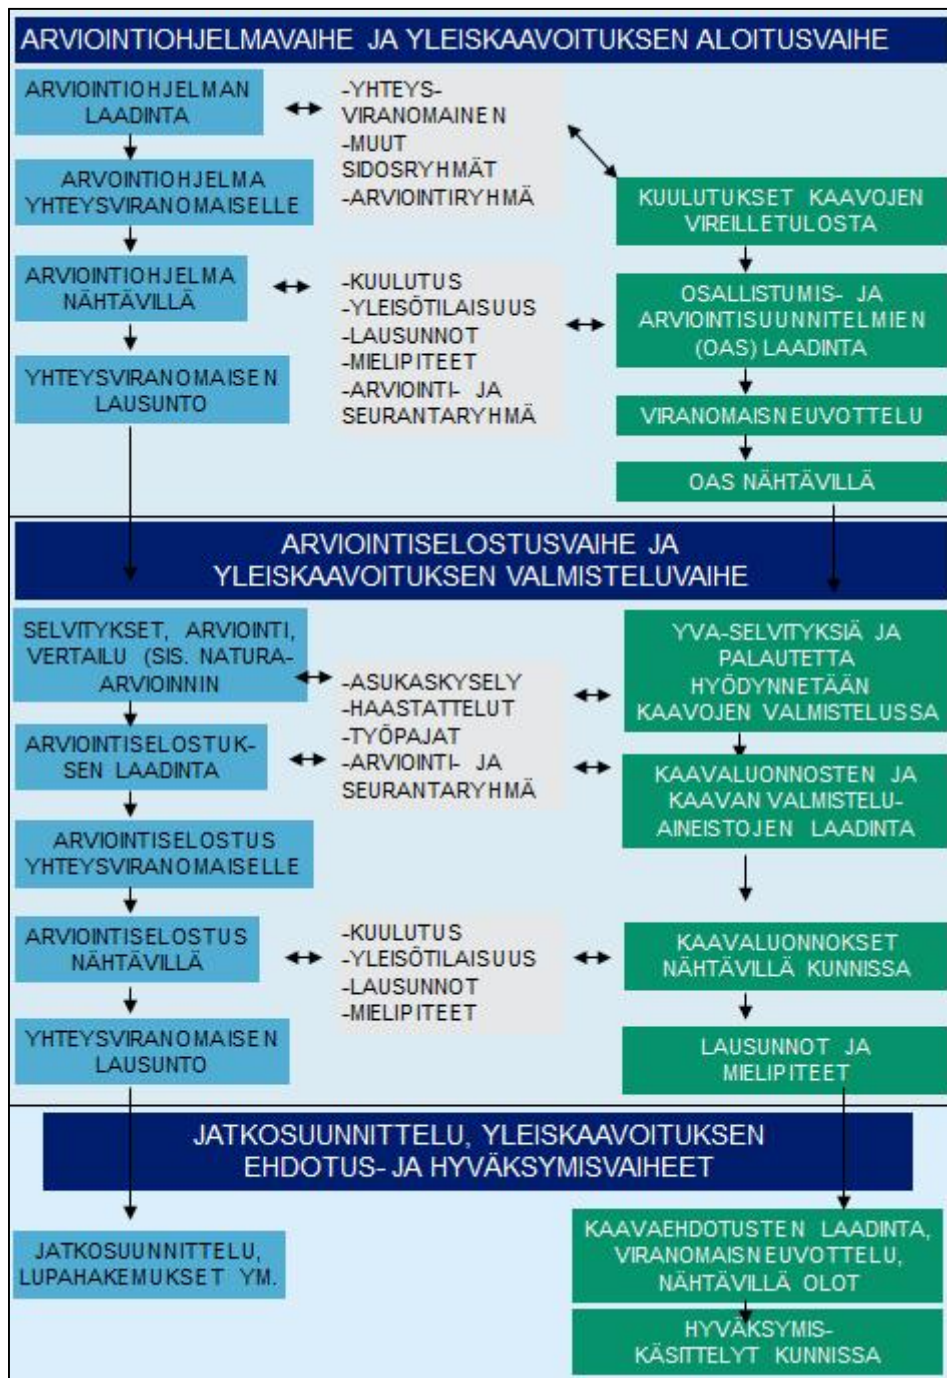 ARVIOINTIOHJELMAVAIHE JA YLEISKAAVOITUKSEN ALOITUSVAIHE
ARVIOINTIOHJELMAN
LAADINTA
-YHTEYS-
VIRANOMAINEN
-MUUT
SIDOSRYHMÄT
-ARVIOINTIRYHMÄ
ARVOINTIOHJELMA
YHTEYSVIRANOMAISELLE
KUULUTUKSET KAAVOJEN
VIREILLETULOSTA
ARVIOINTIOHJELMA
NÄHTÄVILLÄ
-KUULUTUS
-YLEISÖTILAISUUS
-LAUSUNNOT
-MIELIPITEET
-ARVIOINTI- JA
SEURANTARYHMÄ
OSALLISTUMIS- JA
ARVIOINTISUUNNITELMIEN
(OAS) LAADINTA
YHTEYSVIRANOMAISEN
LAUSUNTO
VIRANOMAISNEUVOTTELU
OAS NÄHTÄVILLÄ
ARVIOINTISELOSTUSVAIHE JA
YLEISKAAVOITUKSEN VALMISTELUVAIHE
SELVITYKSET, ARVIOINTI,
VERTAILU (SIS. NATURA-
ARVIOINNIN
-ASUKASKYSELY
-HAASTATTELUT
-TYÖPAJAT
-ARVIOINTI- JA
SEURANTARYHMÄ
YVA-SELVITYKSIÄ JA
PALAUTETTA
HYÖDYNNETÄÄN
KAAVOJEN VALMISTELUSSA
ARVIOINTISELOSTUK-
SEN LAADINTA
KAAVALUONNOSTEN JA
KAAVAN VALMISTELU-
AINEISTOJEN LAADINTA
ARVIOINTISELOSTUS
YHTEYSVIRANOMAISELLE
ARVIOINTISELOSTUS
NÄHTÄVILLÄ
-KUULUTUS
-YLEISÖTILAISUUS
-LAUSUNNOT
-MIELIPITEET
KAAVALUONNOKSET
NÄHTÄVILLÄ KUNNISSA
YHTEYSVIRANOMAISEN
LAUSUNTO
LAUSUNNOT JA
MIELIPITEET
JATKOSUUNNITTELU, YLEISKAAVOITUKSEN
EHDOTUS- JA HYVÄKSYMISVAIHEET
JATKOSUUNNITTELU,
LUPAHAKEMUKSET YM.
KAAVAEHDOTUSTEN LAADINTA,
VIRANOMAISNEUVOTTELU,
NÄHTÄVILLÄ OLOT
HYVÄKSYMIS-
KÄSITTELYT KUNNISSA